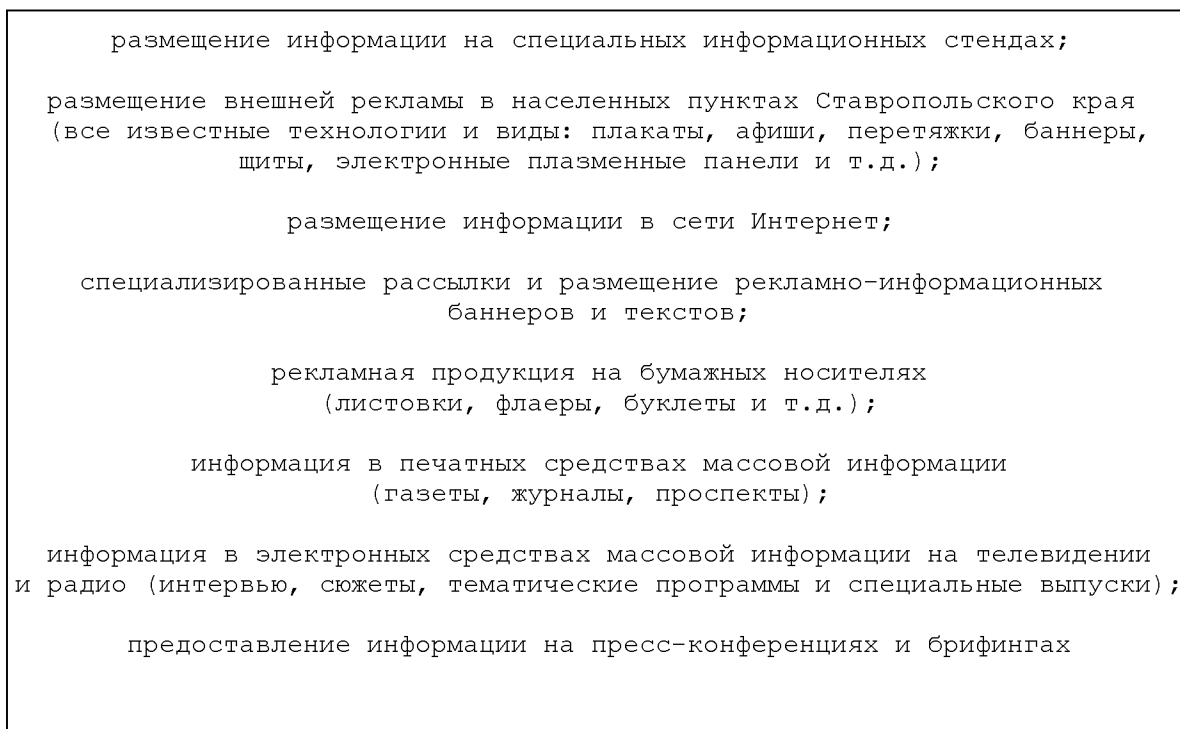 размещение информации на специальных информационных стендах;
размещение внешней рекламы в населенных пунктах Ставропольского края
(все известные технологии и виды: плакаты, афиши, перетяжки, баннеры,
щиты, электронные плазменные панели и т.д.);
размещение информации в сети Интернет;
специализированные рассылки и размещение рекламно-информационных
баннеров и текстов;
рекламная продукция на бумажных носителях
(листовки, флаеры, буклеты и т.д.);
информация в печатных средствах массовой информации
(газеты, журналы, проспекты);
информация в электронных средствах массовой информации на телевидении
и радио (интервью, сюжеты, тематические программы и специальные выпуски);
предоставление информации на пресс-конференциях и брифингах